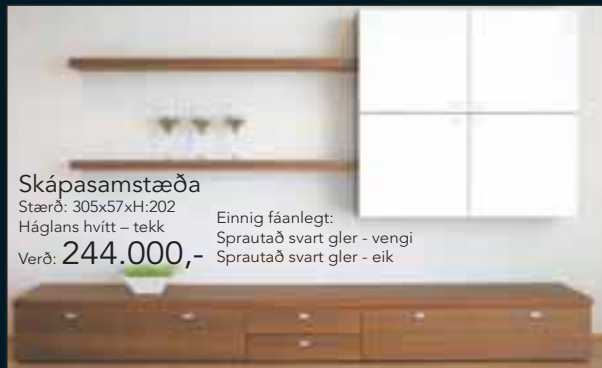 Skápasamstæða
Stærð: 305x57xH:202
Háglans hvítt – tekk
Verð: 244.000,-
Einnig fáanlegt:
Sprautað svart gler - vengi
Sprautað svart gler - eik